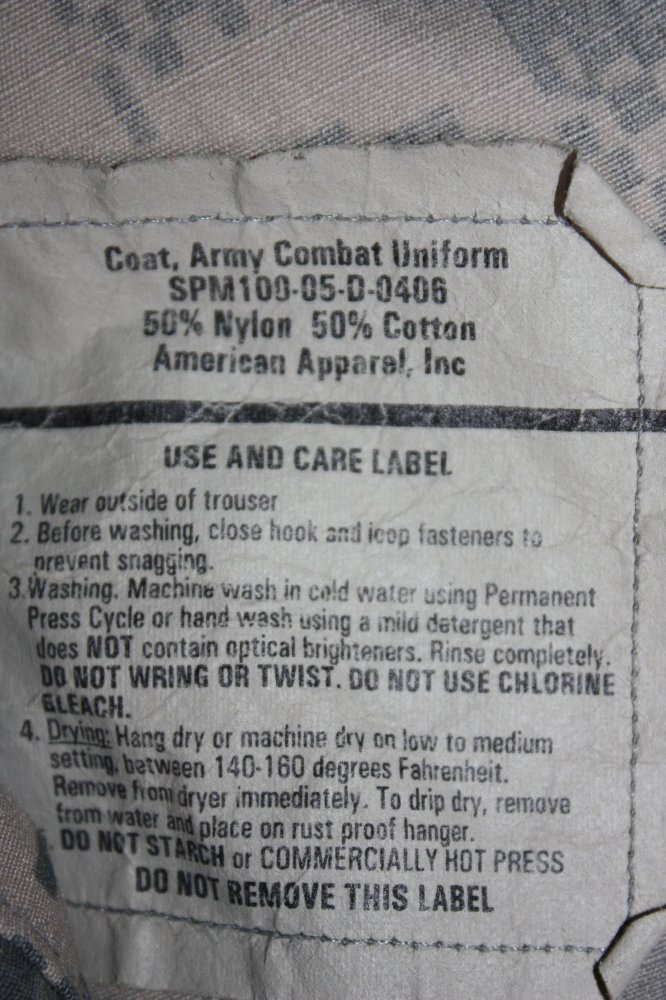 Coat, Army Combat Uniform
SPM100-05-D-0406
50% Nylon 50% Cotton
American Apparel, Inc
USE AND CARE LABEL
1. Wear outside of trouser
2. Before washing, close hook and loop fasteners to
prevent snagging.
3. Washing. Machine wash in cold water using Permanent
Press Cycle or hand wash using a mild detergent that
does NOT contain optical brighteners. Rinse completely.
DO NOT WRING OR TWIST. DO NOT USE CHLORINE
BLEACH.
4. Drying: Hang dry or machine dry on low to medium
setting, between 140-160 degrees Fahrenheit.
Remove from dryer immediately. To drip dry, remove
from water and place on rust proof hanger.
DO NOT STARCH or COMMERCIALLY HOT PRESS
DO NOT REMOVE THIS LABEL